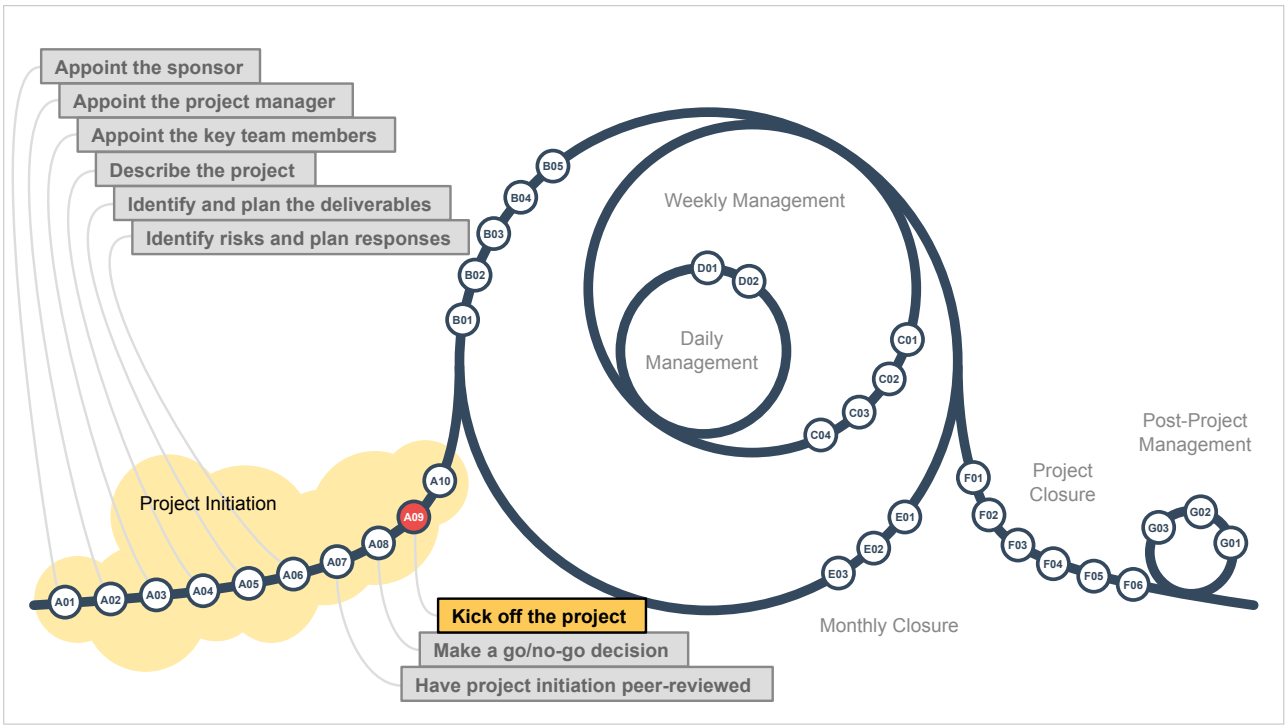 Appoint the sponsor
Appoint the project manager
Appoint the key team members
Describe the project
Identify and plan the deliverables
Identify risks and plan responses
Project Initiation
A01
A02
A03
A04
A05
A06
A07
A08
A09
A10
Kick off the project
Make a go/no-go decision
Have project initiation peer-reviewed
B01
B02
B03
B04
B05
Weekly Management
D01
D02
Daily
Management
C01
C02
C03
C04
E01
E02
E03
Monthly Closure
F01
F02
F03
F04
F05
F06
Project
Closure
Post-Project
Management
G01
G02
G03